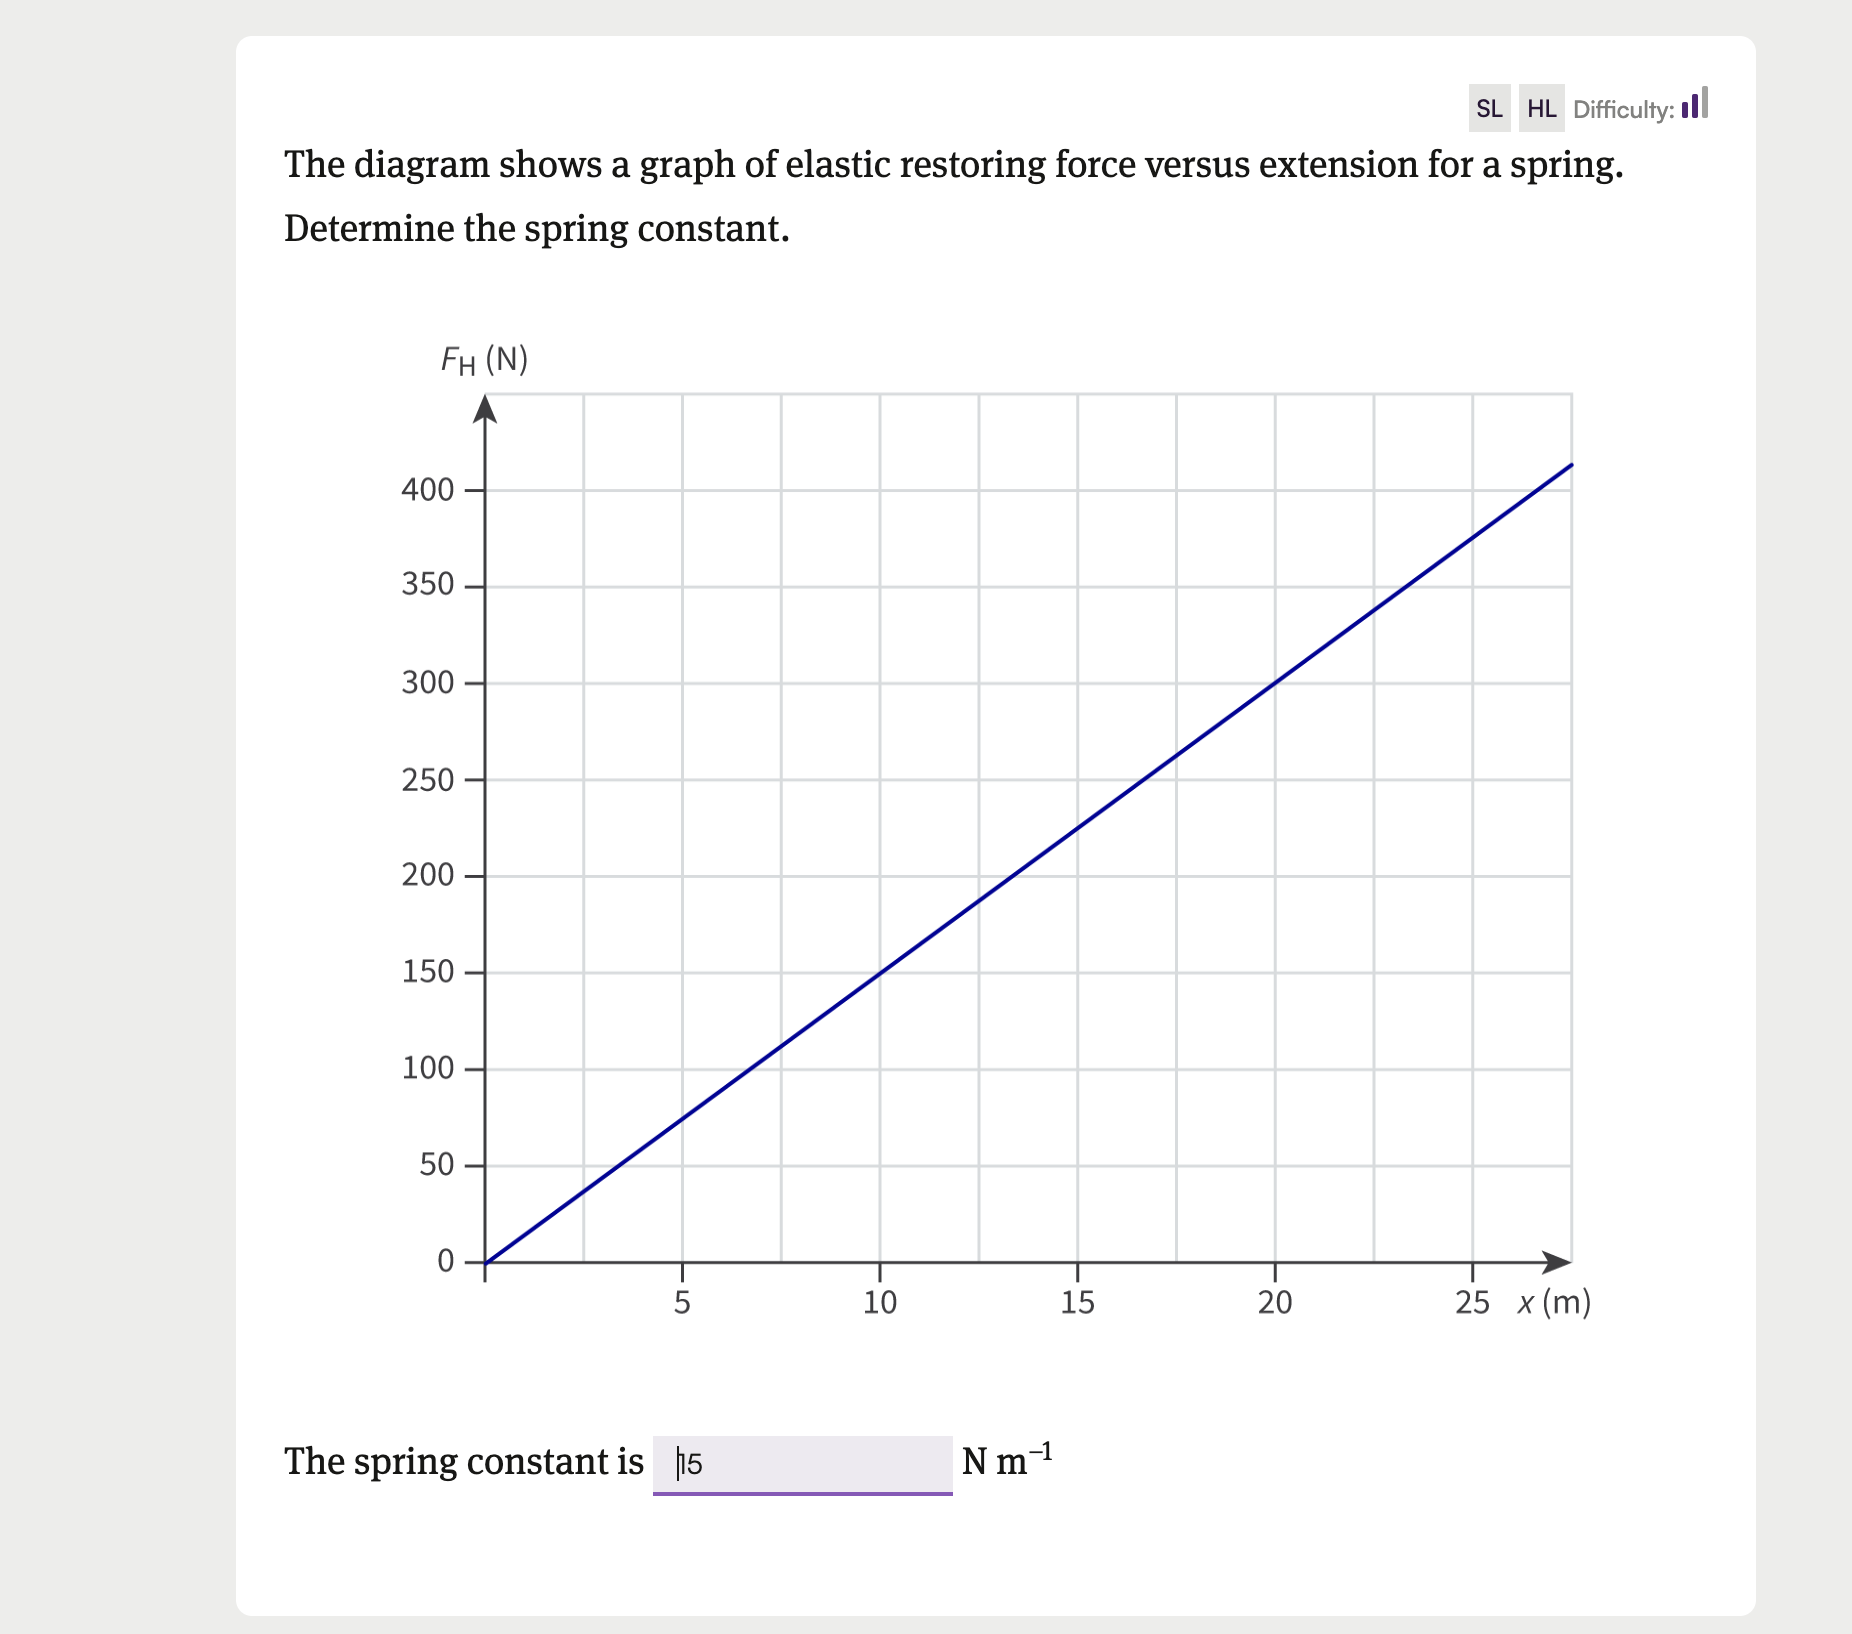 SL HL Difficulty:
The diagram shows a graph of elastic restoring force versus extension for a spring.
Determine the spring constant.
F_H (N)
400
350
300
250
200
150
100
50
0
5 10 15 20 25 x (m)
The spring constant is 15 N m⁻¹